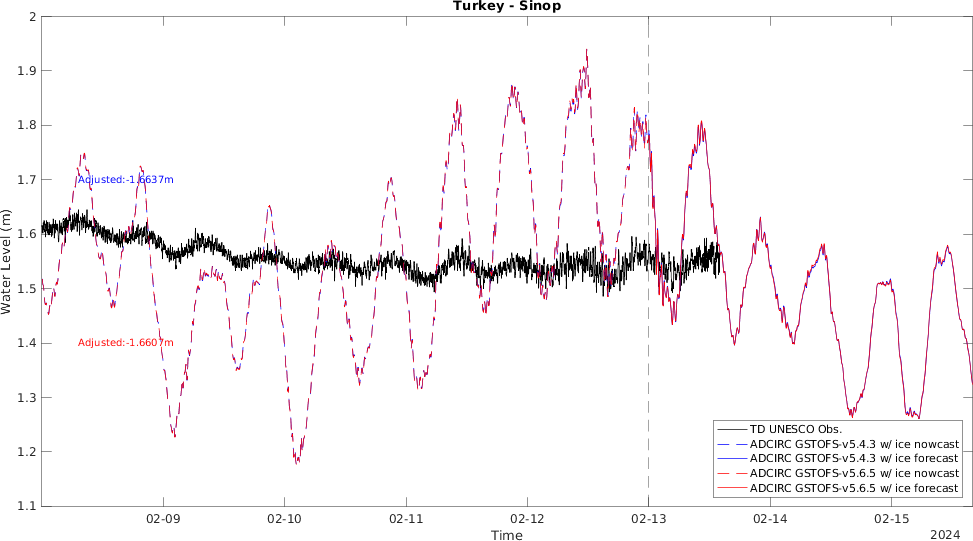 Turkey - Sinop
2
1.9
1.8
1.7
1.6
1.5
1.4
1.3
1.2
1.1
Water Level (m)
Adjusted:-1.6637m
Adjusted:-1.6607m
TD UNESCO Obs.
ADCIRC GSTOFS-v5.4.3 w/ ice nowcast
ADCIRC GSTOFS-v5.4.3 w/ ice forecast
ADCIRC GSTOFS-v5.6.5 w/ ice nowcast
ADCIRC GSTOFS-v5.6.5 w/ ice forecast
02-09 02-10 02-11 02-12 02-13 02-14 02-15
Time
2024